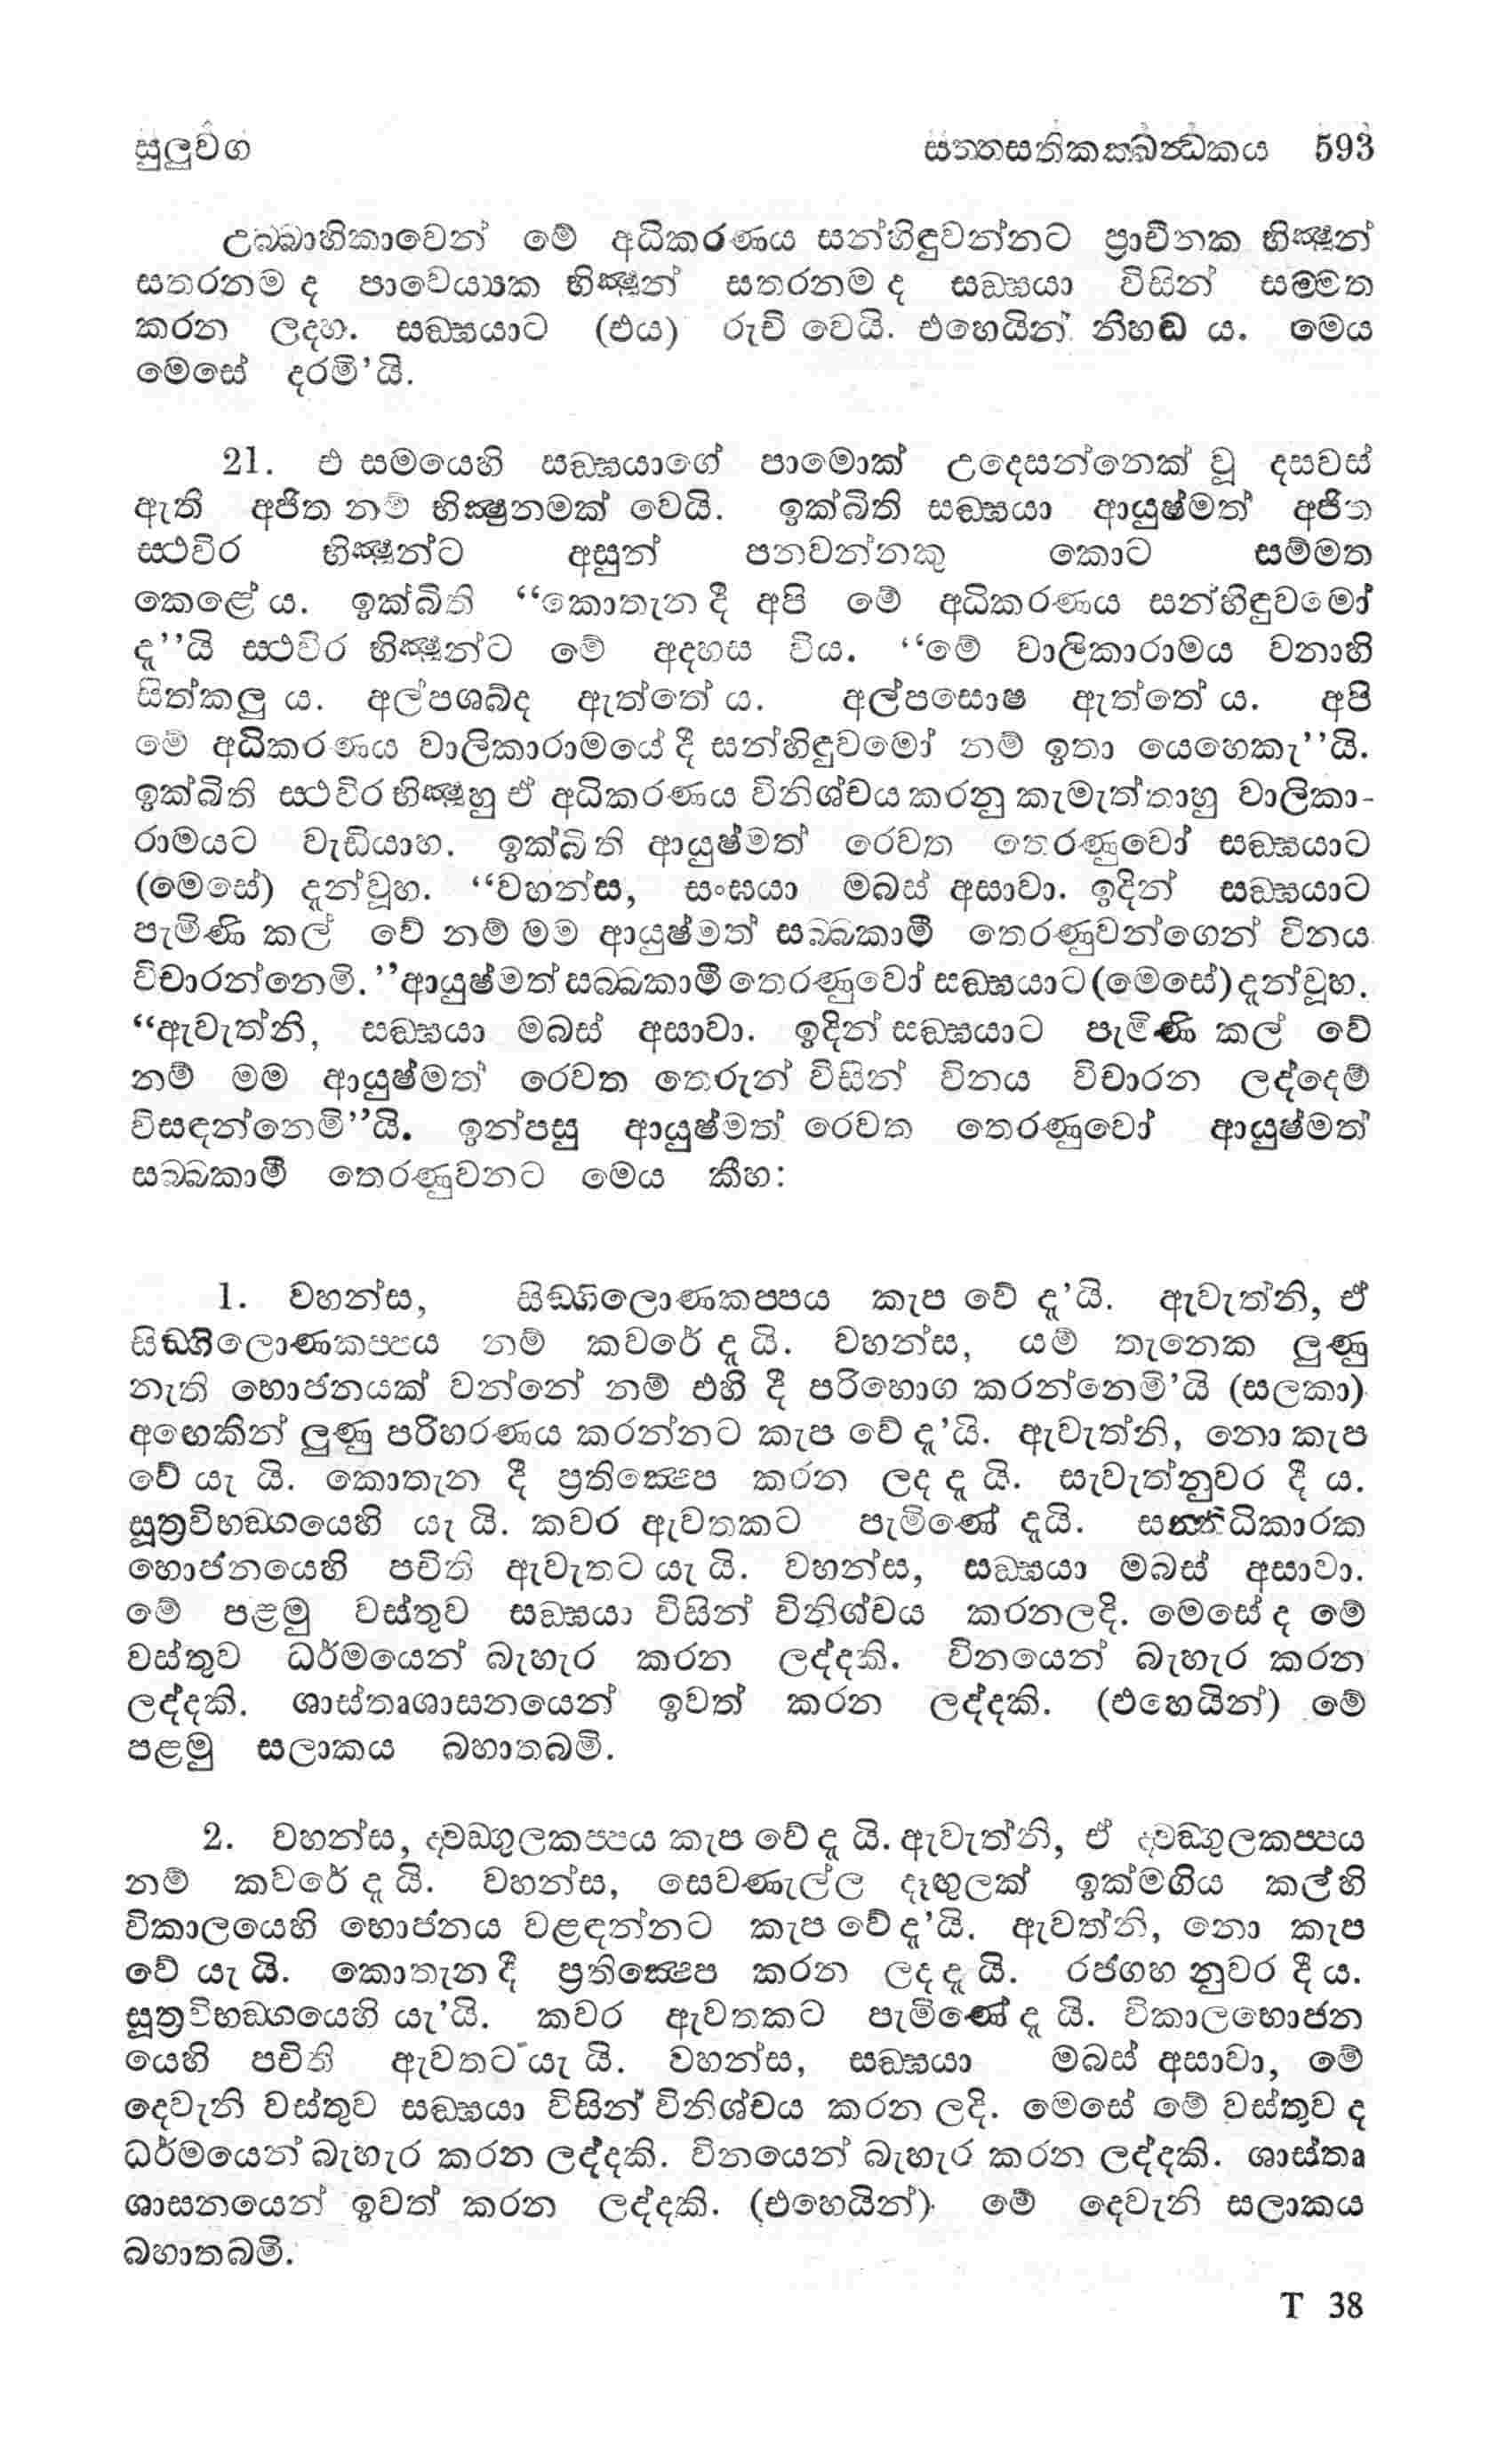 සුලුවග සත්තසතිකක්ඛන්ධකය 593
උබ්බාහිකාවෙන් මේ අධිකරණය සන්හිඳුවන්නට ප්‍රාචීනක භික්ෂූන්
සතරනම ද පාවෙය්‍යක භික්ෂූන් සතරනම ද සඞ්ඝයා විසින් සම්මත
කරන ලදහ. සඞ්ඝයාට (එය) රුචි වෙයි. එහෙයින් නිහඬ ය. මෙය
මෙසේ දරමි’යි.
21. එ සමයෙහි සඞ්ඝයාගේ පාමොක් උදෙසන්නෙක් වූ දසවස්
ඇති අජිත නම් භික්ෂුනමක් වෙයි. ඉක්බිති සඞ්ඝයා ආයුෂ්මත් අජිත
ස්ථවිර භික්ෂූන්ට අසුන් පනවන්නකු කොට සම්මත
කෙළේ ය. ඉක්බිති “කොතැන දී අපි මේ අධිකරණය සන්හිඳුවමෝ
දැ”යි ස්ථවිර භික්ෂූන්ට මේ අදහස විය. “මේ වාලිකාරාමය වනාහි
සිත්කලු ය. අල්පශබ්ද ඇත්තේ ය. අල්පඝොෂ ඇත්තේ ය. අපි
මේ අධිකරණය වාලිකාරාමයේ දී සන්හිඳුවමෝ නම් ඉතා යෙහෙකැ”යි.
ඉක්බිති ස්ථවිර භික්ෂූහු ඒ අධිකරණය විනිශ්චය කරනු කැමැත්තාහු වාලිකා-
රාමයට වැඩියාහ. ඉක්බිති ආයුෂ්මත් රෙවත තෙරණුවෝ සඞ්ඝයාට
(මෙසේ) දැන්වූහ. “වහන්ස, සංඝයා මබස් අසාවා. ඉදින් සඞ්ඝයාට
පැමිණි කල් වේ නම් මම ආයුෂ්මත් සබ්බකාමී තෙරණුවන්ගෙන් විනය
විචාරන්නෙමි.”ආයුෂ්මත් සබ්බකාමී තෙරණුවෝ සඞ්ඝයාට (මෙසේ) දැන්වූහ.
“ඇවැත්නි, සඞ්ඝයා මබස් අසාවා. ඉදින් සඞ්ඝයාට පැමිණි කල් වේ
නම් මම ආයුෂ්මත් රෙවත තෙරුන් විසින් විනය විචාරන ලද්දෙම්
විසඳන්නෙමි”යි. ඉන්පසු ආයුෂ්මත් රෙවත තෙරණුවෝ ආයුෂ්මත්
සබ්බකාමී තෙරණුවනට මෙය කීහ:
1. වහන්ස, සිඞ්ගිලොණකප්පය කැප වේ දැ’යි. ඇවැත්නි, ඒ
සිඞ්ගිලොණකප්පය නම් කවරේ දැ යි. වහන්ස, යම් තැනෙක ලුණු
නැති භොජනයක් වන්නේ නම් එහි දී පරිභොග කරන්නෙමි’යි (සලකා)
අඟෙකින් ලුණු පරිහරණය කරන්නට කැප වේ දැ’යි. ඇවැත්නි, නො කැප
වේ යැ යි. කොතැන දී ප්‍රතික්ෂෙප කරන ලද දැ යි. සැවැත්නුවර දී ය.
සූත්‍රවිභඞ්ගයෙහි යැ යි. කවර ඇවතකට පැමිණේ දැයි. සන්නිධිකාරක
භොජනයෙහි පචිති ඇවැතට යැ යි. වහන්ස, සඞ්ඝයා මබස් අසාවා.
මේ පළමු වස්තුව සඞ්ඝයා විසින් විනිශ්චය කරනලදි. මෙසේ ද මේ
වස්තුව ධර්මයෙන් බැහැර කරන ලද්දකි. විනයෙන් බැහැර කරන
ලද්දකි. ශාස්තෘශාසනයෙන් ඉවත් කරන ලද්දකි. (එහෙයින්) මේ
පළමු සලාකය බහාතබමි.
2. වහන්ස, ද්වඞ්ගුලකප්පය කැප වේ දැ යි. ඇවැත්නි, ඒ ද්වඞ්ගුලකප්පය
නම් කවරේ දැ යි. වහන්ස, සෙවණැල්ල දෑඟුලක් ඉක්මගිය කල්හි
විකාලයෙහි භොජනය වළඳන්නට කැප වේ දැ’යි. ඇවත්නි, නො කැප
වේ යැ යි. කොතැන දී ප්‍රතික්ෂෙප කරන ලද දැ යි. රජගහ නුවර දී ය.
සූත්‍රවිභඞ්ගයෙහි යැ’යි. කවර ඇවතකට පැමිණේ දැ යි. විකාලභොජන
යෙහි පචිති ඇවතට යැ යි. වහන්ස, සඞ්ඝයා මබස් අසාවා, මේ
දෙවැනි වස්තුව සඞ්ඝයා විසින් විනිශ්චය කරන ලදි. මෙසේ මේ වස්තුව ද
ධර්මයෙන් බැහැර කරන ලද්දකි. විනයෙන් බැහැර කරන ලද්දකි. ශාස්තෘ
ශාසනයෙන් ඉවත් කරන ලද්දකි. (එහෙයින්) මේ දෙවැනි සලාකය
බහාතබමි.
T 38